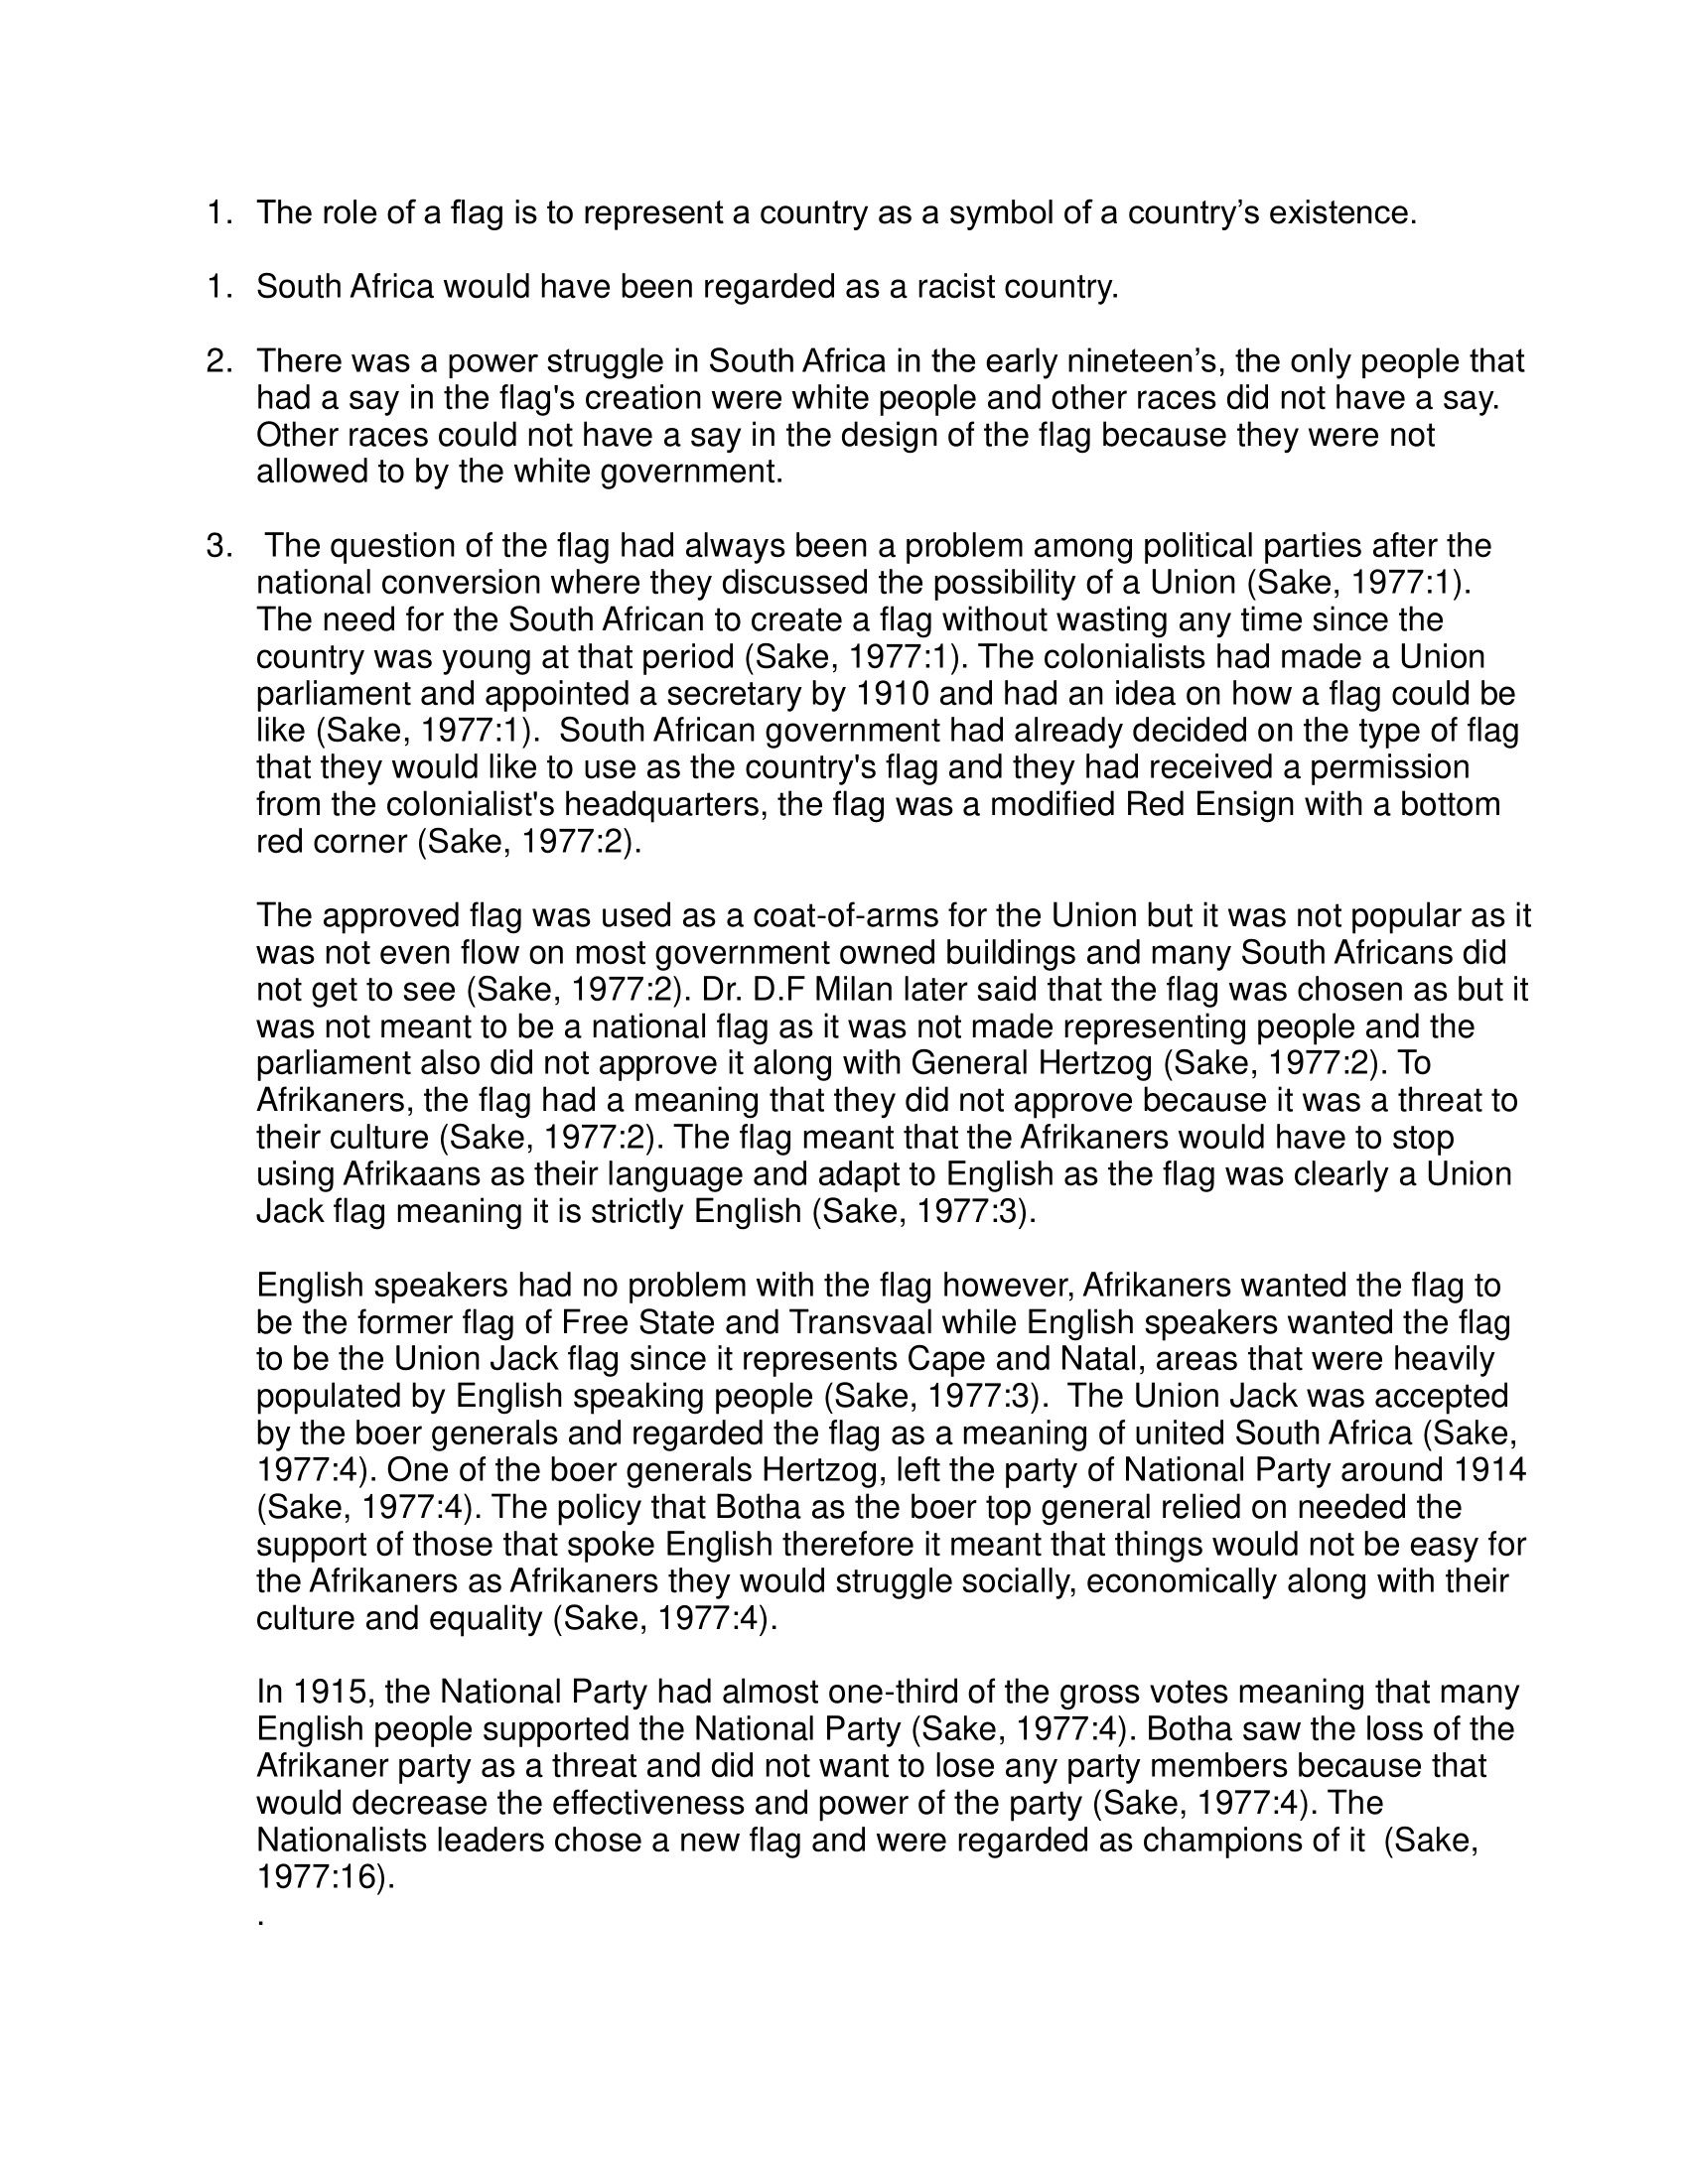 1. The role of a flag is to represent a country as a symbol of a country’s existence.
1. South Africa would have been regarded as a racist country.
2. There was a power struggle in South Africa in the early nineteen’s, the only people that
had a say in the flag's creation were white people and other races did not have a say.
Other races could not have a say in the design of the flag because they were not
allowed to by the white government.
3. The question of the flag had always been a problem among political parties after the
national conversion where they discussed the possibility of a Union (Sake, 1977:1).
The need for the South African to create a flag without wasting any time since the
country was young at that period (Sake, 1977:1). The colonialists had made a Union
parliament and appointed a secretary by 1910 and had an idea on how a flag could be
like (Sake, 1977:1).  South African government had already decided on the type of flag
that they would like to use as the country's flag and they had received a permission
from the colonialist's headquarters, the flag was a modified Red Ensign with a bottom
red corner (Sake, 1977:2).
The approved flag was used as a coat-of-arms for the Union but it was not popular as it
was not even flow on most government owned buildings and many South Africans did
not get to see (Sake, 1977:2). Dr. D.F Milan later said that the flag was chosen as but it
was not meant to be a national flag as it was not made representing people and the
parliament also did not approve it along with General Hertzog (Sake, 1977:2). To
Afrikaners, the flag had a meaning that they did not approve because it was a threat to
their culture (Sake, 1977:2). The flag meant that the Afrikaners would have to stop
using Afrikaans as their language and adapt to English as the flag was clearly a Union
Jack flag meaning it is strictly English (Sake, 1977:3).
English speakers had no problem with the flag however, Afrikaners wanted the flag to
be the former flag of Free State and Transvaal while English speakers wanted the flag
to be the Union Jack flag since it represents Cape and Natal, areas that were heavily
populated by English speaking people (Sake, 1977:3).  The Union Jack was accepted
by the boer generals and regarded the flag as a meaning of united South Africa (Sake,
1977:4). One of the boer generals Hertzog, left the party of National Party around 1914
(Sake, 1977:4). The policy that Botha as the boer top general relied on needed the
support of those that spoke English therefore it meant that things would not be easy for
the Afrikaners as Afrikaners they would struggle socially, economically along with their
culture and equality (Sake, 1977:4).
In 1915, the National Party had almost one-third of the gross votes meaning that many
English people supported the National Party (Sake, 1977:4). Botha saw the loss of the
Afrikaner party as a threat and did not want to lose any party members because that
would decrease the effectiveness and power of the party (Sake, 1977:4). The
Nationalists leaders chose a new flag and were regarded as champions of it  (Sake,
1977:16).
.